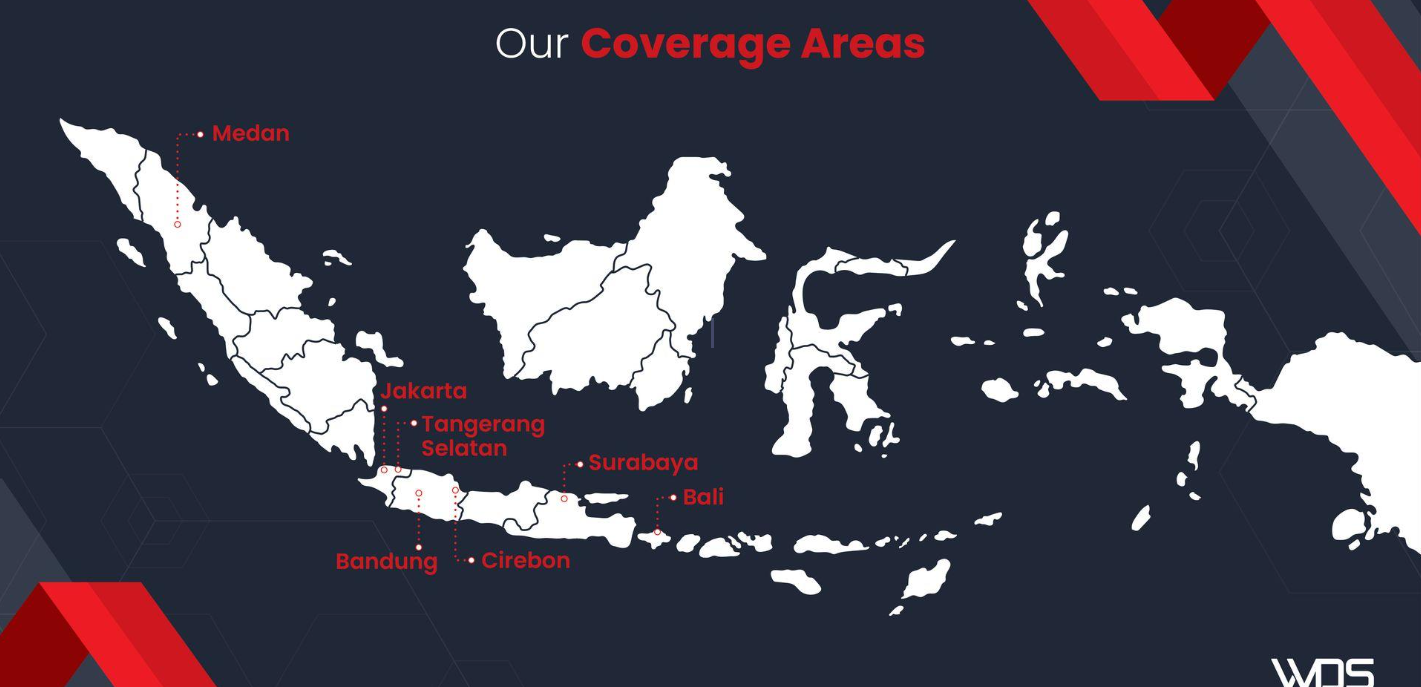 Our Coverage Areas
Medan
Jakarta
Tangerang
Selatan
Surabaya
Bali
Bandung
Cirebon
WDS